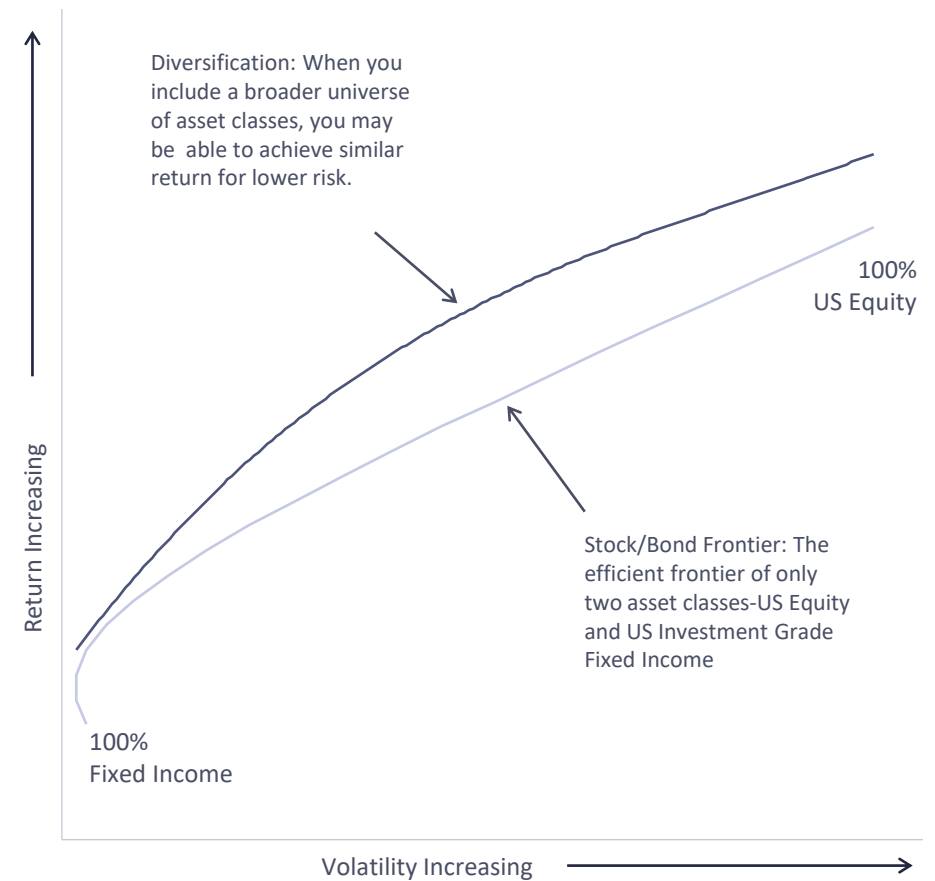 Diversification: When you
include a broader universe
of asset classes, you may
be  able to achieve similar
return for lower risk.
100%
US Equity
Return Increasing
Stock/Bond Frontier: The
efficient frontier of only
two asset classes-US Equity
and US Investment Grade
Fixed Income
100%
Fixed Income
Volatility Increasing